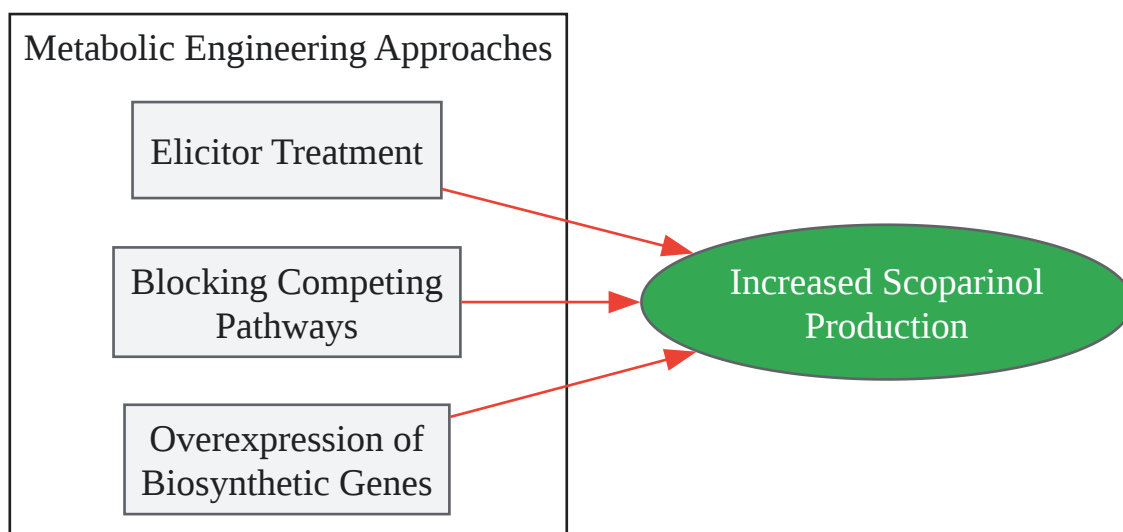 Metabolic Engineering Approaches
Elicitor Treatment
Blocking Competing
Pathways
Overexpression of
Biosynthetic Genes
Increased Scoparinol
Production